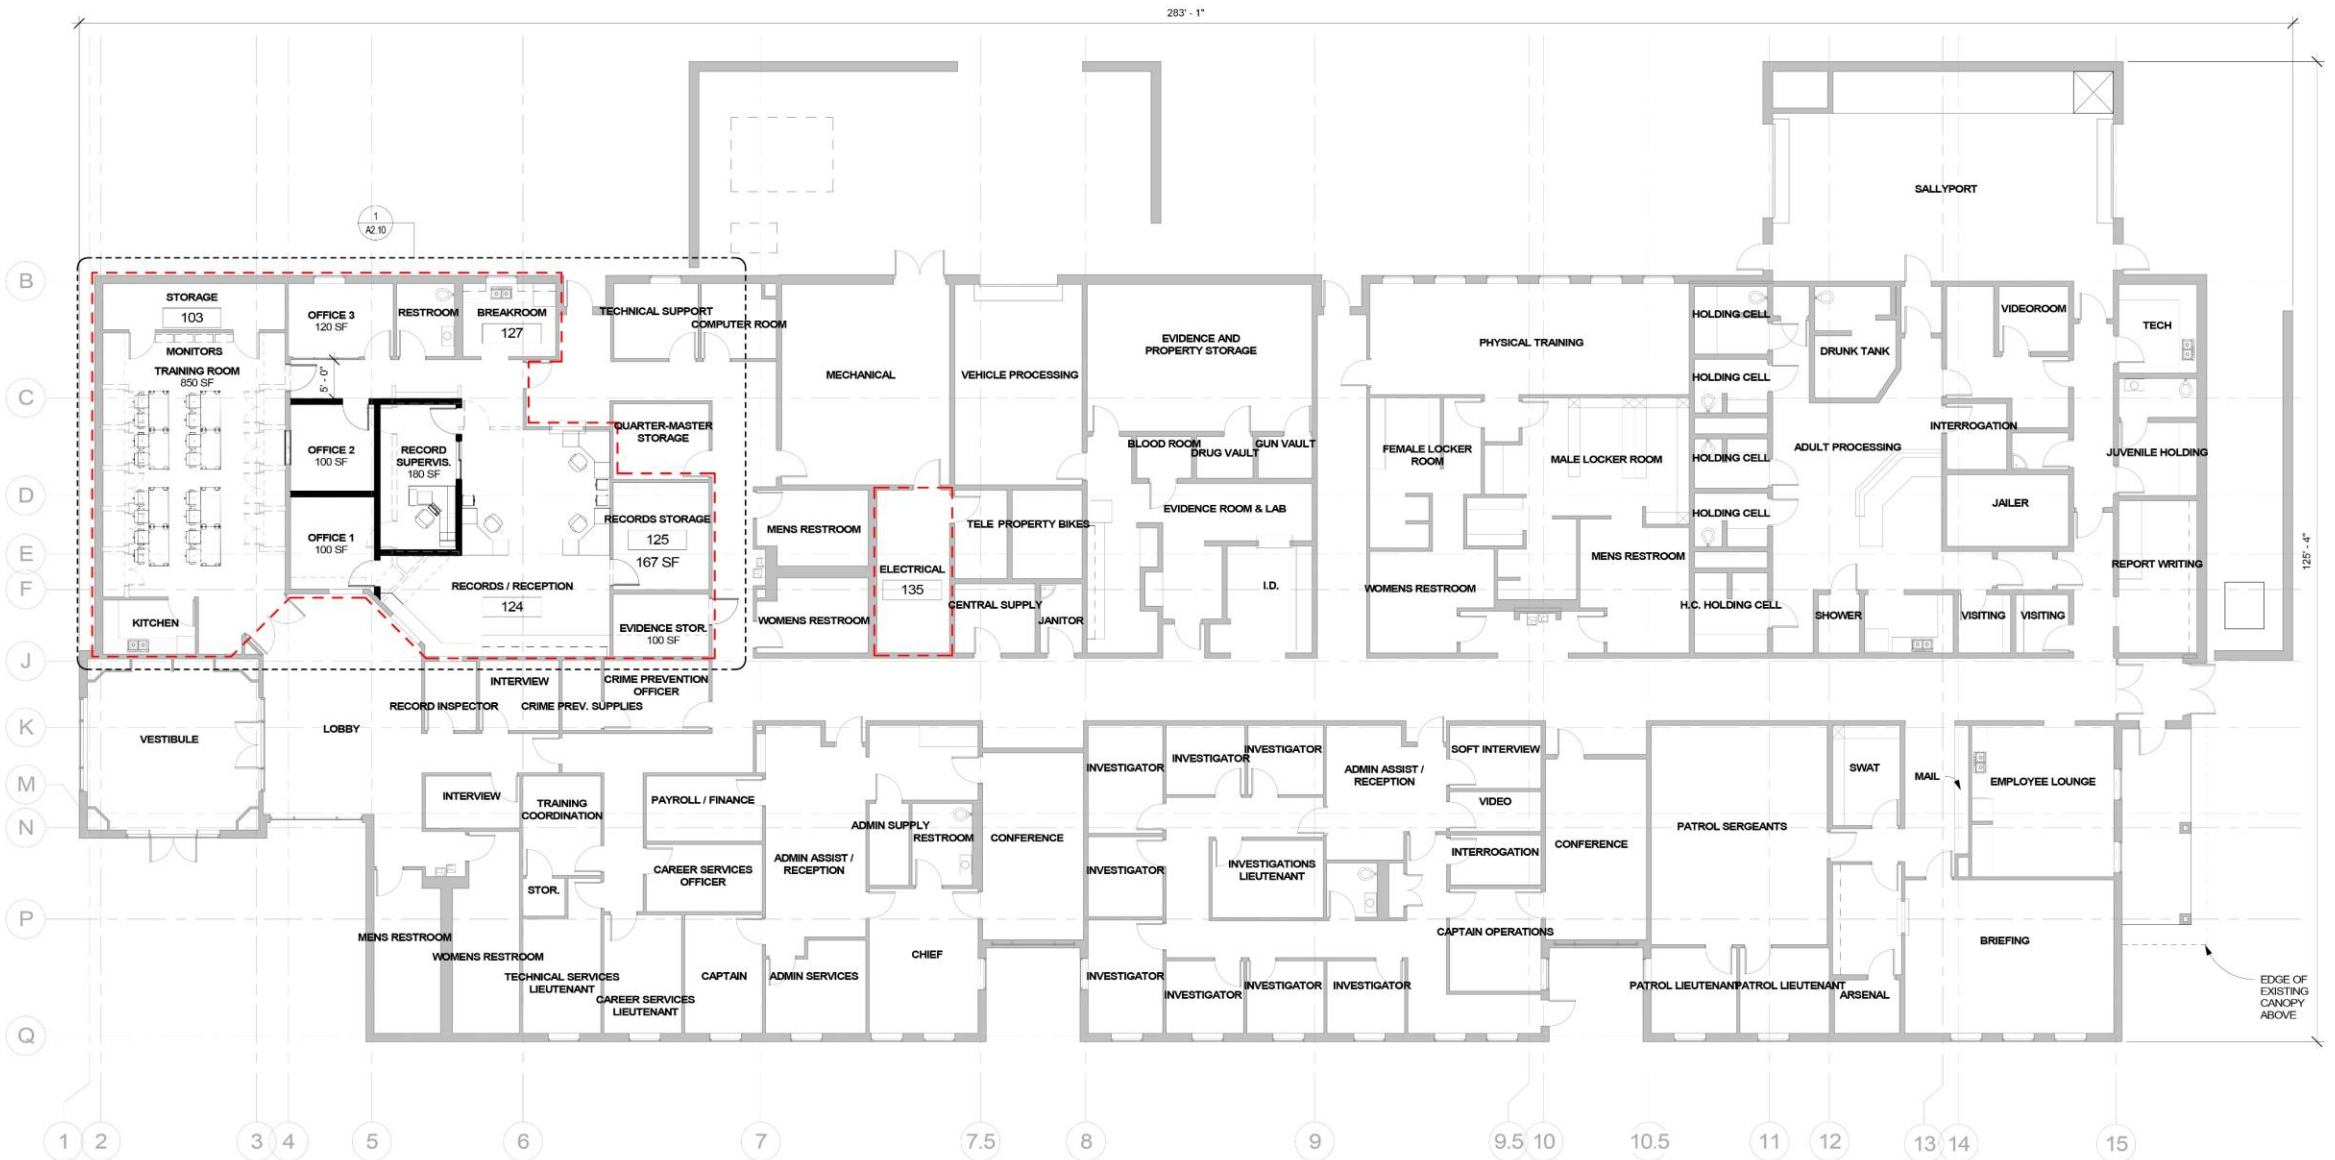 283' - 1"
1
A2.10
SALLYPORT
B
STORAGE
103
OFFICE 3
120 SF
RESTROOM
BREAKROOM
127
TECHNICAL SUPPORT
COMPUTER ROOM
HOLDING CELL
VIDEOROOM
TECH
MONITORS
TRAINING ROOM
850 SF
5' - 0"
EVIDENCE AND
PROPERTY STORAGE
PHYSICAL TRAINING
DRUNK TANK
MECHANICAL
VEHICLE PROCESSING
HOLDING CELL
C
QUARTER-MASTER
STORAGE
OFFICE 2
100 SF
RECORD
SUPERVIS.
180 SF
BLOOD ROOM
DRUG VAULT
GUN VAULT
FEMALE LOCKER
ROOM
MALE LOCKER ROOM
HOLDING CELL
ADULT PROCESSING
INTERROGATION
JUVENILE HOLDING
D
JAILER
HOLDING CELL
RECORDS STORAGE
125
167 SF
MENS RESTROOM
TELE
PROPERTY BIKES
EVIDENCE ROOM & LAB
OFFICE 1
100 SF
E
125' - 4"
MENS RESTROOM
REPORT WRITING
ELECTRICAL
135
RECORDS / RECEPTION
124
I.D.
WOMENS RESTROOM
F
CENTRAL SUPPLY
H.C. HOLDING CELL
KITCHEN
EVIDENCE STOR.
100 SF
WOMENS RESTROOM
JANITOR
SHOWER
VISITING
VISITING
J
INTERVIEW
CRIME PREVENTION
OFFICER
RECORD INSPECTOR
CRIME PREV. SUPPLIES
K
LOBBY
VESTIBULE
INVESTIGATOR
INVESTIGATOR
INVESTIGATOR
ADMIN ASSIST /
RECEPTION
SOFT INTERVIEW
SWAT
MAIL
EMPLOYEE LOUNGE
M
INTERVIEW
TRAINING
COORDINATION
PAYROLL / FINANCE
VIDEO
N
ADMIN SUPPLY
RESTROOM
CONFERENCE
PATROL SERGEANTS
CONFERENCE
INTERROGATION
ADMIN ASSIST /
RECEPTION
CAREER SERVICES
OFFICER
INVESTIGATOR
INVESTIGATIONS
LIEUTENANT
STOR.
P
MENS RESTROOM
WOMENS RESTROOM
CHIEF
CAPTAIN OPERATIONS
BRIEFING
TECHNICAL SERVICES
LIEUTENANT
CAREER SERVICES
LIEUTENANT
CAPTAIN
ADMIN SERVICES
INVESTIGATOR
INVESTIGATOR
INVESTIGATOR
INVESTIGATOR
PATROL LIEUTENANT
PATROL LIEUTENANT
ARSENAL
EDGE OF
EXISTING
CANOPY
ABOVE
Q
1
2
3
4
5
6
7
7.5
8
9
9.5
10
10.5
11
12
13
14
15